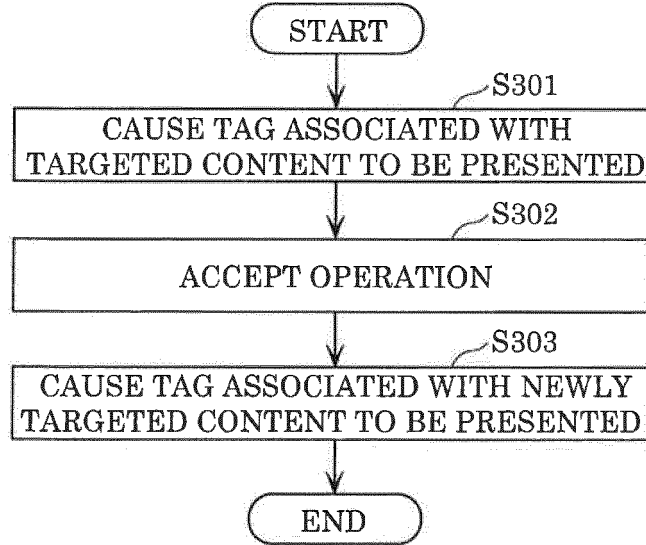 START
S301
CAUSE TAG ASSOCIATED WITH
TARGETED CONTENT TO BE PRESENTED
S302
ACCEPT OPERATION
S303
CAUSE TAG ASSOCIATED WITH NEWLY
TARGETED CONTENT TO BE PRESENTED
END